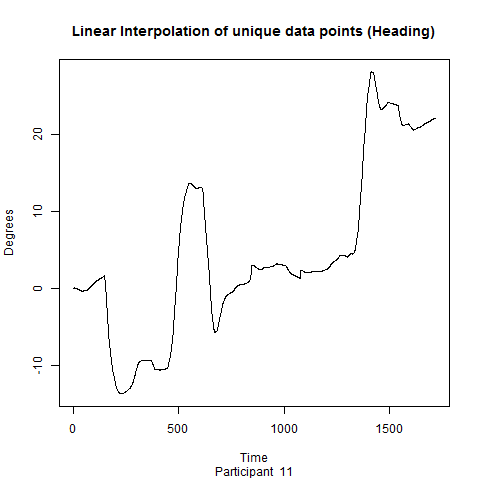 Linear Interpolation of unique data points (Heading)
Degrees
20
10
0
-10
0 500 1000 1500
Time
Participant 11